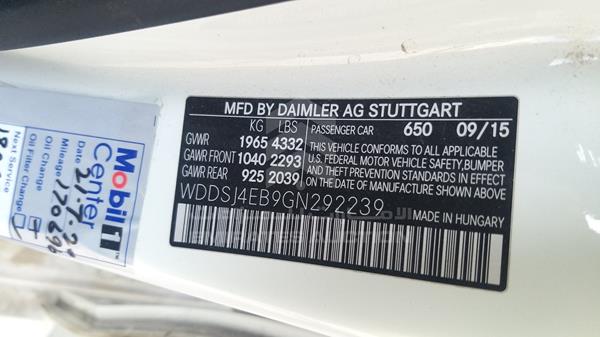 MFD BY DAIMLER AG STUTTGART
KG LBS PASSENGER CAR 650 09/15
GVWR 1965 4332
GAWR FRONT 1040 2293
GAWR REAR 925 2039
THIS VEHICLE CONFORMS TO ALL APPLICABLE
U.S. FEDERAL MOTOR VEHICLE SAFETY,BUMPER
AND THEFT PREVENTION STANDARDS IN
EFFECT ON THE DATE OF MANUFACTURE
SHOWN ABOVE.
WDDSJ4EB9GN292239
MADE IN HUNGARY
Mobil 1
Center
Date
Mileage
Oil Change
Oil Filter Change
Next Service